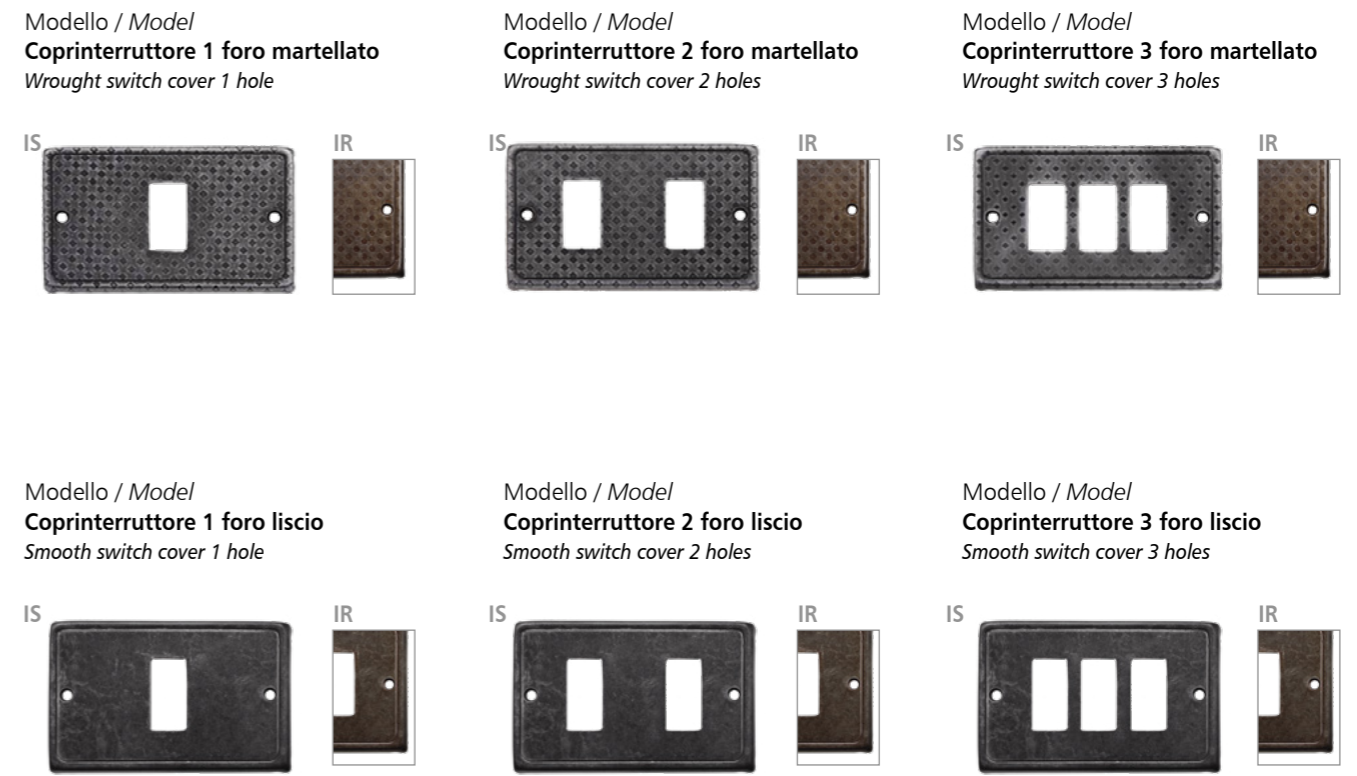 Modello / Model
Coprinterruttore 1 foro martellato
Wrought switch cover 1 hole
IS
IR
Modello / Model
Coprinterruttore 2 foro martellato
Wrought switch cover 2 holes
IS
IR
Modello / Model
Coprinterruttore 3 foro martellato
Wrought switch cover 3 holes
IS
IR
Modello / Model
Coprinterruttore 1 foro liscio
Smooth switch cover 1 hole
IS
IR
Modello / Model
Coprinterruttore 2 foro liscio
Smooth switch cover 2 holes
IS
IR
Modello / Model
Coprinterruttore 3 foro liscio
Smooth switch cover 3 holes
IS
IR